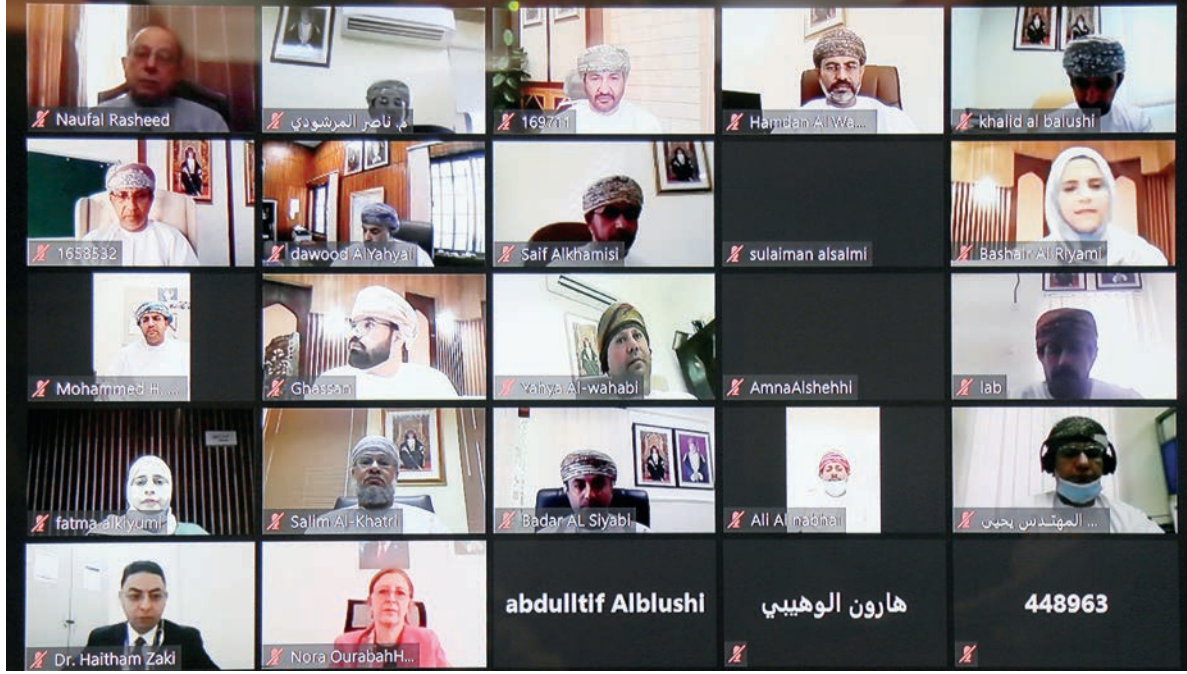 Naufal Rasheed
م. ناصر المرشودي
169711
Hamdan Al Wa...
khalid al balushi
1658532
dawood AlYahyai
Saif Alkhamisi
sulaiman alsalmi
Bashair Al Riyami
Mohammed H....
Ghassan
Yahya Al-wahabi
AmnaAlshehhi
lab
fatma alkiyumi
Salim Al-Khatri
Badar AL Siyabi
Ali Al nabhai
المهتدس يحيى ...
Dr. Haitham Zaki
Nora OurabahH...
abdulltif Alblushi
هارون الوهيبي
448963